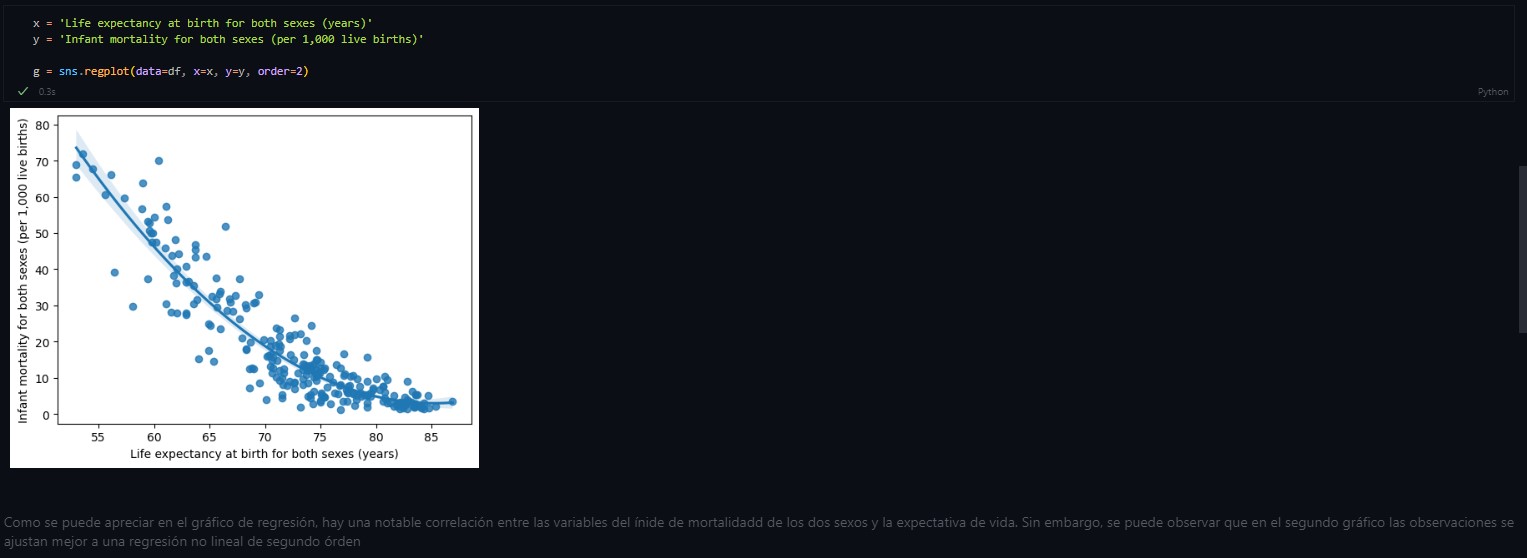 x = 'Life expectancy at birth for both sexes (years)'
y = 'Infant mortality for both sexes (per 1,000 live births)'
g = sns.regplot(data=df, x=x, y=y, order=2)
0.3s
Python
80
70
60
50
40
30
20
10
0
Infant mortality for both sexes (per 1,000 live births)
55 60 65 70 75 80 85
Life expectancy at birth for both sexes (years)
Como se puede apreciar en el gráfico de regresión, hay una notable correlación entre las variables del ínide de mortalidadd de los dos sexos y la expectativa de vida. Sin embargo, se puede observar que en el segundo gráfico las observaciones se
ajustan mejor a una regresión no lineal de segundo órden